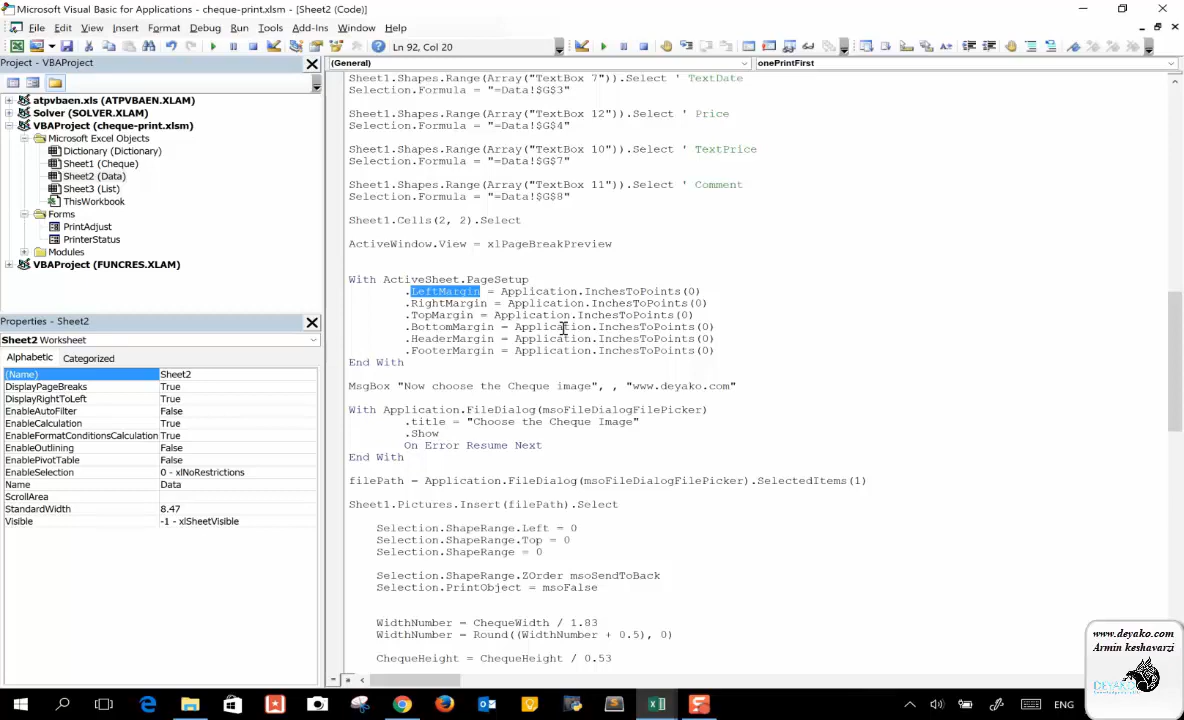 Microsoft Visual Basic for Applications - cheque-print.xlsm - [Sheet2 (Code)]
File Edit View Insert Format Debug Run Tools Add-Ins Window Help
Ln 92, Col 20
Project - VBAProject
atpvbaen.xls (ATPVBAEN.XLAM)
Solver (SOLVER.XLAM)
VBAProject (cheque-print.xlsm)
Microsoft Excel Objects
Dictionary (Dictionary)
Sheet1 (Cheque)
Sheet2 (Data)
Sheet3 (List)
ThisWorkbook
Forms
PrintAdjust
PrinterStatus
Modules
VBAProject (FUNCRES.XLAM)
Properties - Sheet2
Sheet2 Worksheet
Alphabetic Categorized
(Name) Sheet2
DisplayPageBreaks True
DisplayRightToLeft True
EnableAutoFilter False
EnableCalculation True
EnableFormatConditionsCalculation True
EnableOutlining False
EnablePivotTable False
EnableSelection 0 - xlNoRestrictions
Name Data
ScrollArea
StandardWidth 8.47
Visible -1 - xlSheetVisible
(General) onePrintFirst
Sheet1.Shapes.Range(Array("TextBox 7")).Select ' TextDate
Selection.Formula = "=Data!$G$3"
Sheet1.Shapes.Range(Array("TextBox 12")).Select ' Price
Selection.Formula = "=Data!$G$4"
Sheet1.Shapes.Range(Array("TextBox 10")).Select ' TextPrice
Selection.Formula = "=Data!$G$7"
Sheet1.Shapes.Range(Array("TextBox 11")).Select ' Comment
Selection.Formula = "=Data!$G$8"
Sheet1.Cells(2, 2).Select
ActiveWindow.View = xlPageBreakPreview
With ActiveSheet.PageSetup
.LeftMargin = Application.InchesToPoints(0)
.RightMargin = Application.InchesToPoints(0)
.TopMargin = Application.InchesToPoints(0)
.BottomMargin = Application.InchesToPoints(0)
.HeaderMargin = Application.InchesToPoints(0)
.FooterMargin = Application.InchesToPoints(0)
End With
MsgBox "Now choose the Cheque image", , "www.deyako.com"
With Application.FileDialog(msoFileDialogFilePicker)
.title = "Choose the Cheque Image"
.Show
On Error Resume Next
End With
filePath = Application.FileDialog(msoFileDialogFilePicker).SelectedItems(1)
Sheet1.Pictures.Insert(filePath).Select
Selection.ShapeRange.Left = 0
Selection.ShapeRange.Top = 0
Selection.ShapeRange = 0
Selection.ShapeRange.ZOrder msoSendToBack
Selection.PrintObject = msoFalse
WidthNumber = ChequeWidth / 1.83
WidthNumber = Round((WidthNumber + 0.5), 0)
ChequeHeight = ChequeHeight / 0.53
www.deyako.com
Armin keshavarzi
DEYAKO
ENG